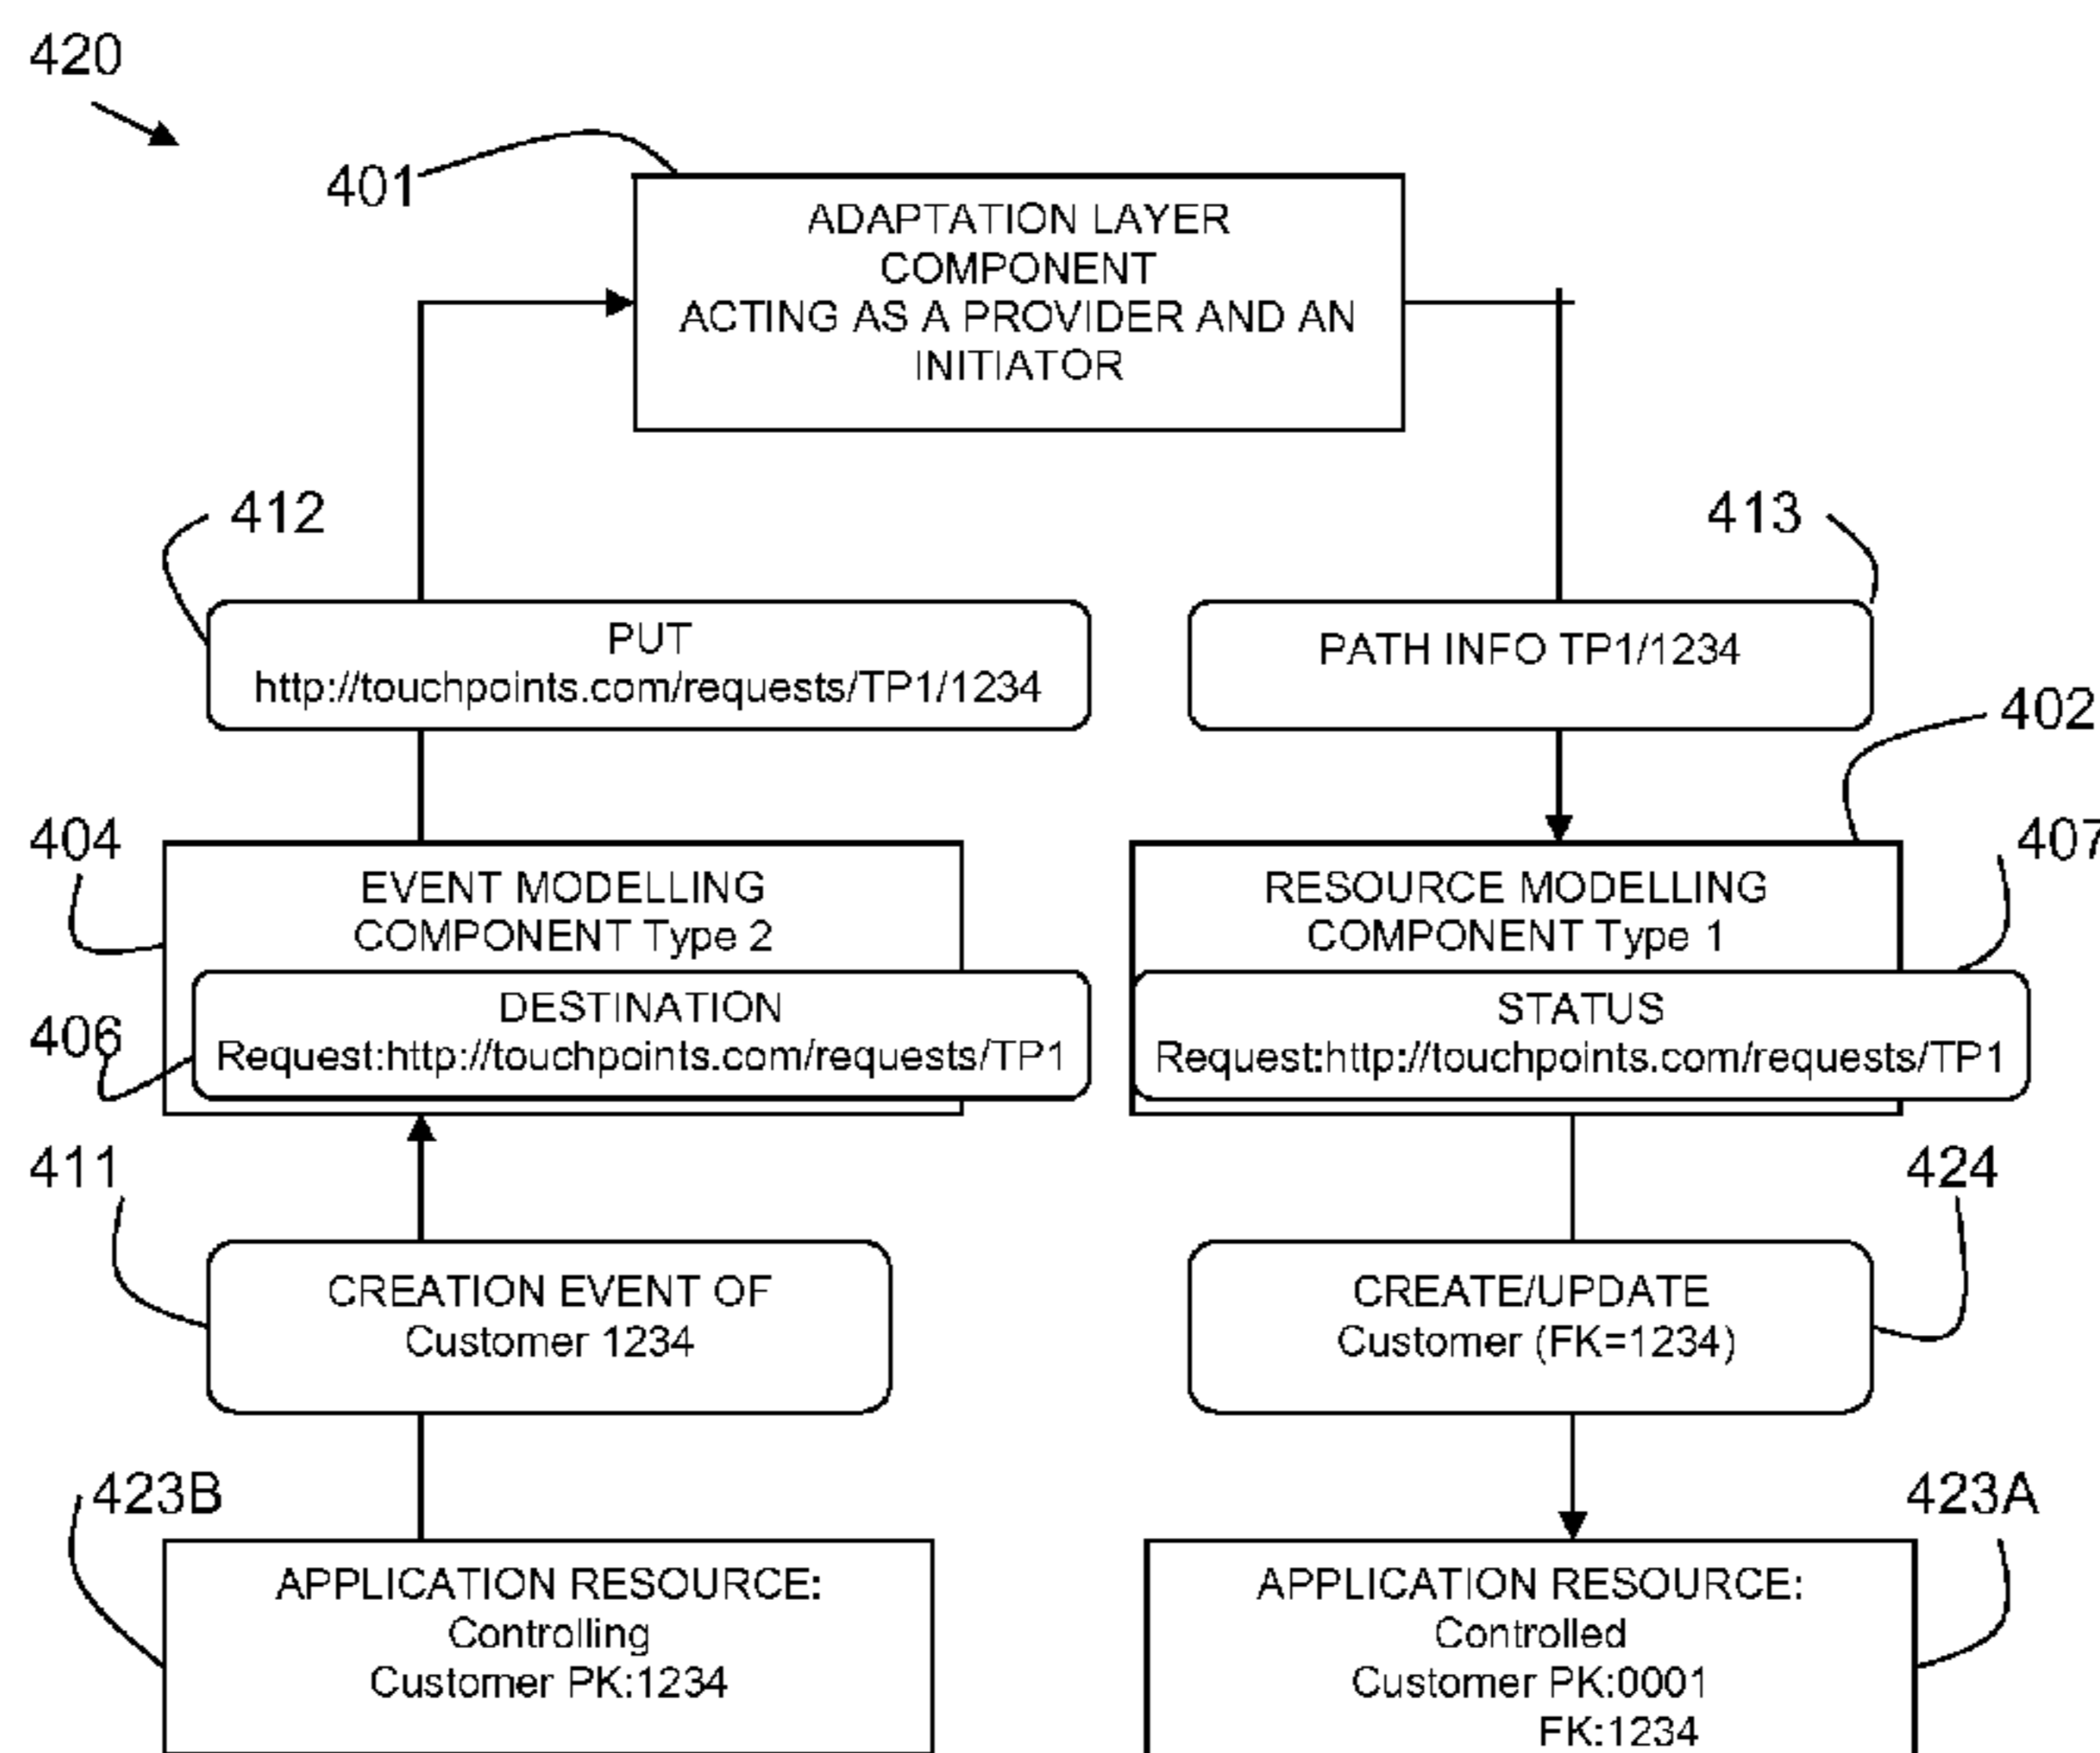 420
401
ADAPTATION LAYER
COMPONENT
ACTING AS A PROVIDER AND AN
INITIATOR
412
413
PUT
http://touchpoints.com/requests/TP1/1234
PATH INFO TP1/1234
402
404
407
EVENT MODELLING
COMPONENT Type 2
RESOURCE MODELLING
COMPONENT Type 1
406
DESTINATION
Request:http://touchpoints.com/requests/TP1
STATUS
Request:http://touchpoints.com/requests/TP1
411
424
CREATION EVENT OF
Customer 1234
CREATE/UPDATE
Customer (FK=1234)
423B
423A
APPLICATION RESOURCE:
Controlling
Customer PK:1234
APPLICATION RESOURCE:
Controlled
Customer PK:0001
FK:1234